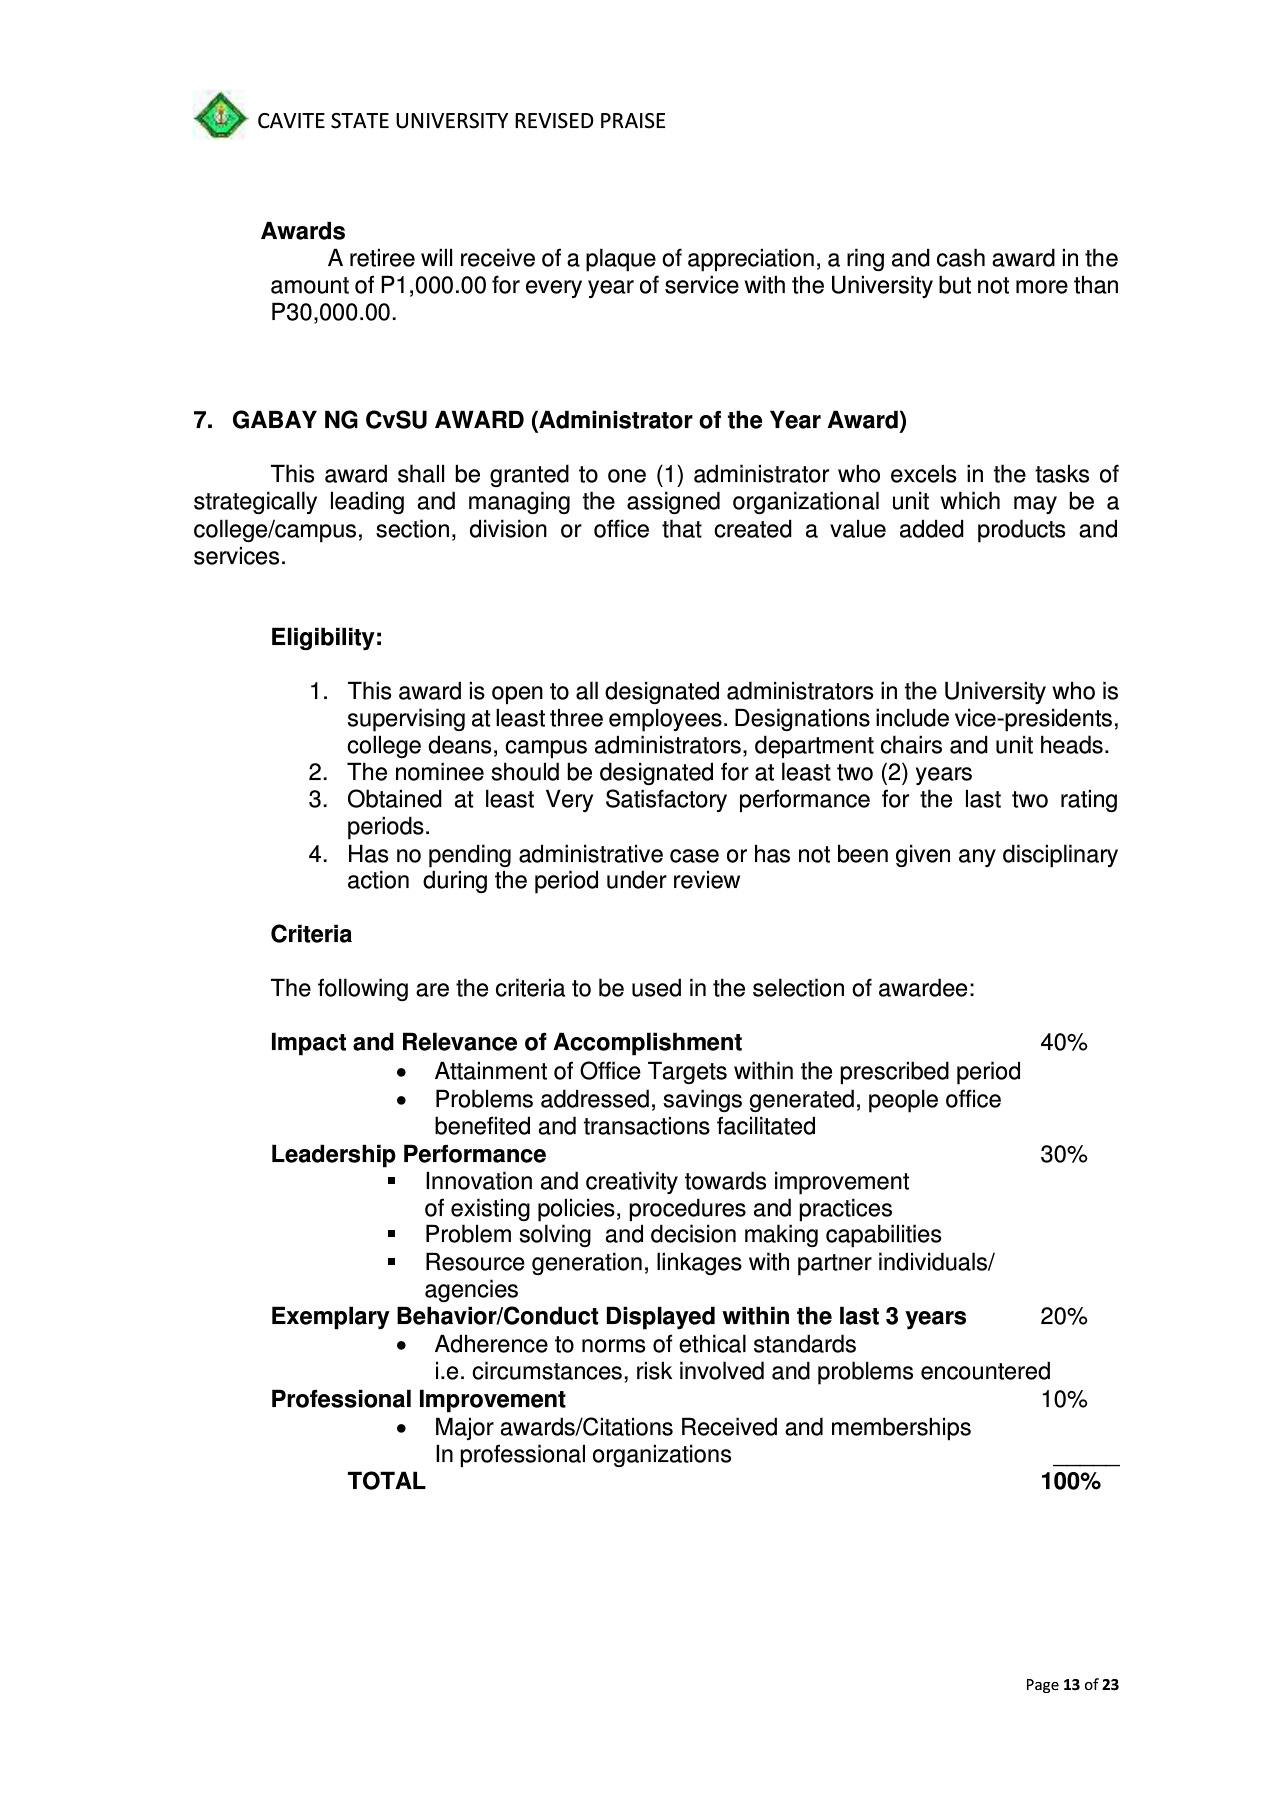 CAVITE STATE UNIVERSITY REVISED PRAISE
Awards
A retiree will receive of a plaque of appreciation, a ring and cash award in the
amount of P1,000.00 for every year of service with the University but not more than
P30,000.00.
7. GABAY NG CvSU AWARD (Administrator of the Year Award)
This award shall be granted to one (1) administrator who excels in the tasks of
strategically leading and managing the assigned organizational unit which may be a
college/campus, section, division or office that created a value added products and
services.
Eligibility:
1. This award is open to all designated administrators in the University who is
supervising at least three employees. Designations include vice-presidents,
college deans, campus administrators, department chairs and unit heads.
2. The nominee should be designated for at least two (2) years
3. Obtained at least Very Satisfactory performance for the last two rating
periods.
4. Has no pending administrative case or has not been given any disciplinary
action during the period under review
Criteria
The following are the criteria to be used in the selection of awardee:
Impact and Relevance of Accomplishment 40%
• Attainment of Office Targets within the prescribed period
• Problems addressed, savings generated, people office
benefited and transactions facilitated
Leadership Performance 30%
▪ Innovation and creativity towards improvement
of existing policies, procedures and practices
▪ Problem solving and decision making capabilities
▪ Resource generation, linkages with partner individuals/
agencies
Exemplary Behavior/Conduct Displayed within the last 3 years 20%
• Adherence to norms of ethical standards
i.e. circumstances, risk involved and problems encountered
Professional Improvement 10%
• Major awards/Citations Received and memberships
In professional organizations
TOTAL 100%
Page 13 of 23